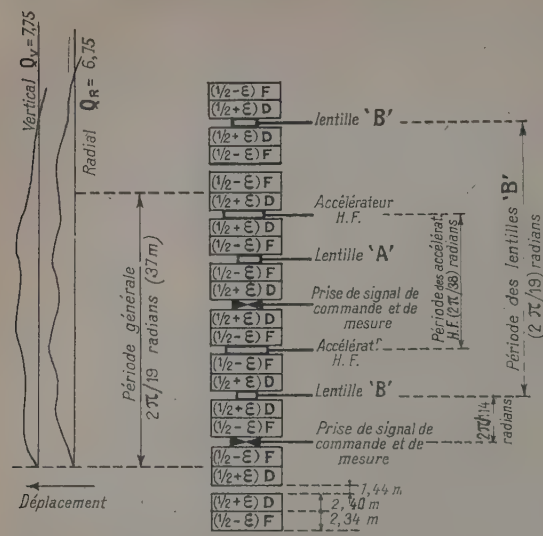 Vertical Qv = 7,75
Radial QR = 6,75
(1/2-ε) F
(1/2+ε) D
lentille 'B'
(1/2+ε) D
(1/2-ε) F
(1/2-ε) F
(1/2+ε) D
Accélérateur
H.F.
(1/2+ε) D
(1/2-ε) F
Lentille 'A'
(1/2-ε) F
(1/2+ε) D
Prise de signal de
commande et de
mesure
(1/2+ε) D
(1/2-ε) F
Accélérat.r
H.F.
(1/2-ε) F
(1/2+ε) D
Lentille 'B'
(1/2+ε) D
(1/2-ε) F
Prise de signal de
commande et de
mesure
(1/2-ε) F
(1/2+ε) D
(1/2+ε) D
(1/2-ε) F
Période générale
2π/19 radians (37m)
Période des accélérat.
H.F. (2π/38) radians
Période des lentilles 'B'
(2π/19) radians
2π/114
radians
1,44 m
2,40 m
2,34 m
Déplacement